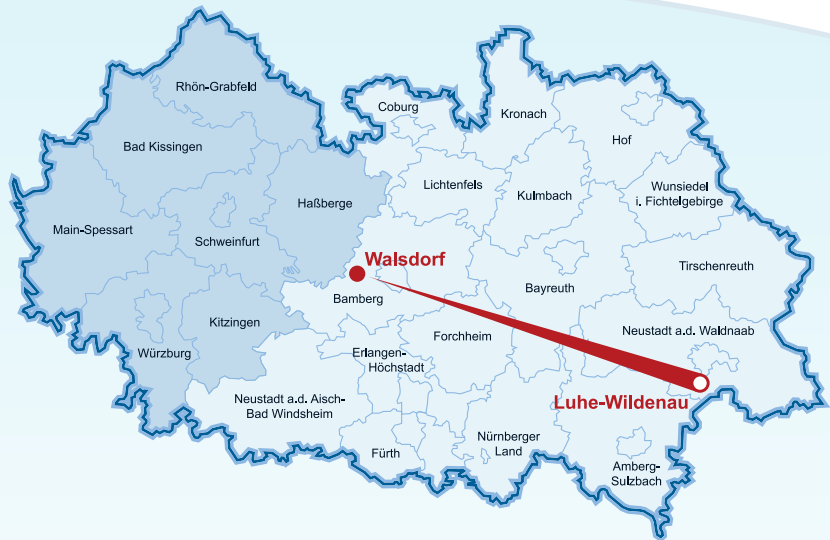 Rhön-Grabfeld
Coburg
Kronach
Hof
Bad Kissingen
Lichtenfels
Kulmbach
Wunsiedel
i. Fichtelgebirge
Haßberge
Main-Spessart
Schweinfurt
Walsdorf
Tirschenreuth
Bayreuth
Bamberg
Kitzingen
Forchheim
Neustadt a.d. Waldnaab
Würzburg
Erlangen-
Höchstadt
Neustadt a.d. Aisch-
Bad Windsheim
Luhe-Wildenau
Fürth
Nürnberger
Land
Amberg-
Sulzbach